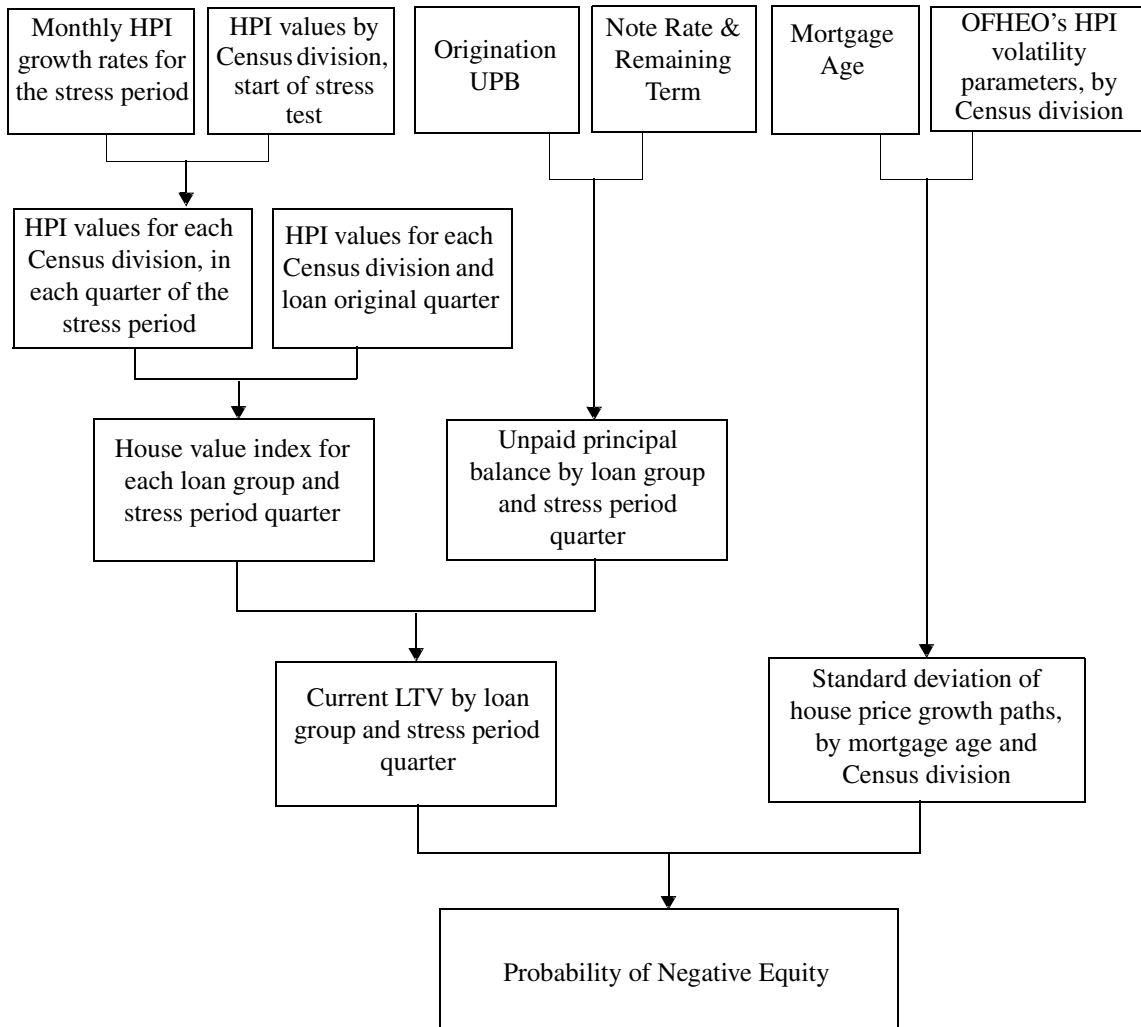 Monthly HPI
growth rates for
the stress period
HPI values by
Census division,
start of stress
test
Origination
UPB
Note Rate &
Remaining
Term
Mortgage
Age
OFHEO's HPI
volatility
parameters, by
Census division
HPI values for each
Census division, in
each quarter of the
stress period
HPI values for each
Census division and
loan original quarter
House value index for
each loan group and
stress period quarter
Unpaid principal
balance by loan group
and stress period
quarter
Current LTV by loan
group and stress period
quarter
Standard deviation of
house price growth paths,
by mortgage age and
Census division
Probability of Negative Equity